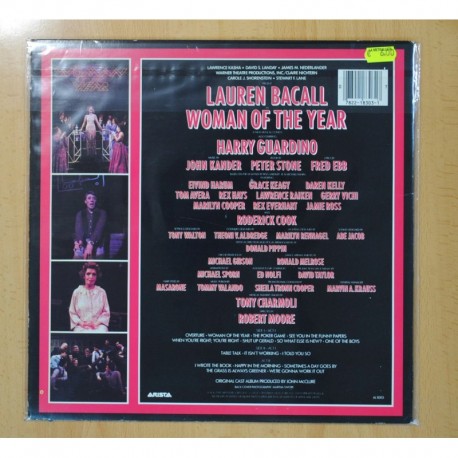 LAWRENCE KASHA • DAVID S. LANDAY • JAMES M. NEDERLANDER
WARNER THEATRE PRODUCTIONS, INC./CLAIRE NICHTERN
CAROLE J. SHORENSTEIN • STEWART F. LANE
LAUREN BACALL
WOMAN OF THE YEAR
HARRY GUARDINO
JOHN KANDER PETER STONE FRED EBB
EIVIND HARUM GRACE KEAGY DAREN KELLY
TOM AVERA REX HAYS LAWRENCE RAIKEN GERRY VICHI
MARILYN COOPER REX EVERHART JAMIE ROSS
RODERICK COOK
TONY WALTON THEONI V. ALDREDGE MARILYN RENNAGEL ABE JACOB
DONALD PIPPIN
MICHAEL GIBSON RONALD MELROSE
MICHAEL SPORN ED NOLFI DAVID TAYLOR
MASARONE TOMMY VALANDO SHEILA TRONN COOPER MARVIN A. KRAUSS
TONY CHARMOLI
ROBERT MOORE
SIDE A - ACT I
OVERTURE - WOMAN OF THE YEAR - THE POKER GAME - SEE YOU IN THE FUNNY PAPERS
WHEN YOU'RE RIGHT, YOU'RE RIGHT - SHUT UP GERALD - SO WHAT ELSE IS NEW? - ONE OF THE BOYS
TABLE TALK - IT ISN'T WORKING - I TOLD YOU SO
I WROTE THE BOOK - HAPPY IN THE MORNING - SOMETIMES A DAY GOES BY
THE GRASS IS ALWAYS GREENER - WE'RE GONNA WORK IT OUT
ORIGINAL CAST ALBUM PRODUCED BY JOHN McCLURE
ARISTA